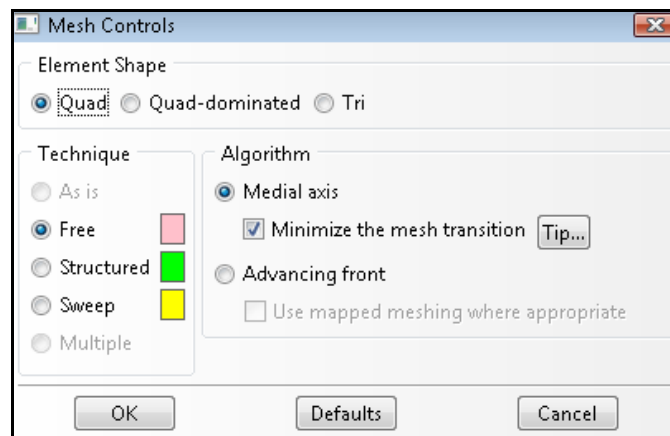 Mesh Controls
Element Shape
Quad Quad-dominated Tri
Technique
As is
Free
Structured
Sweep
Multiple
Algorithm
Medial axis
Minimize the mesh transition Tip...
Advancing front
Use mapped meshing where appropriate
OK Defaults Cancel